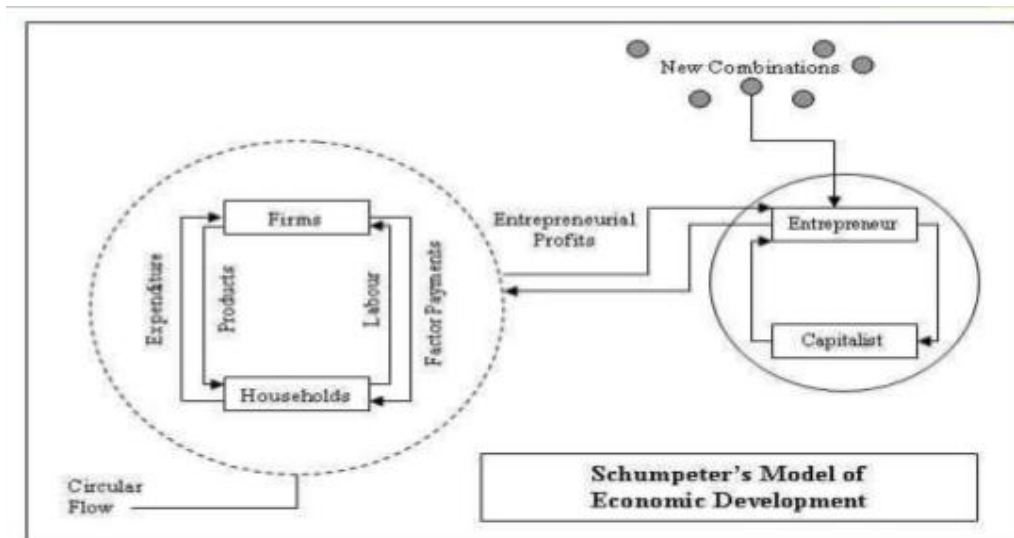 New Combinations
Firms
Entrepreneurial
Profits
Entrepreneur
Expenditure
Products
Labour
Factor Payments
Capitalist
Households
Circular
Flow
Schumpeter's Model of
Economic Development